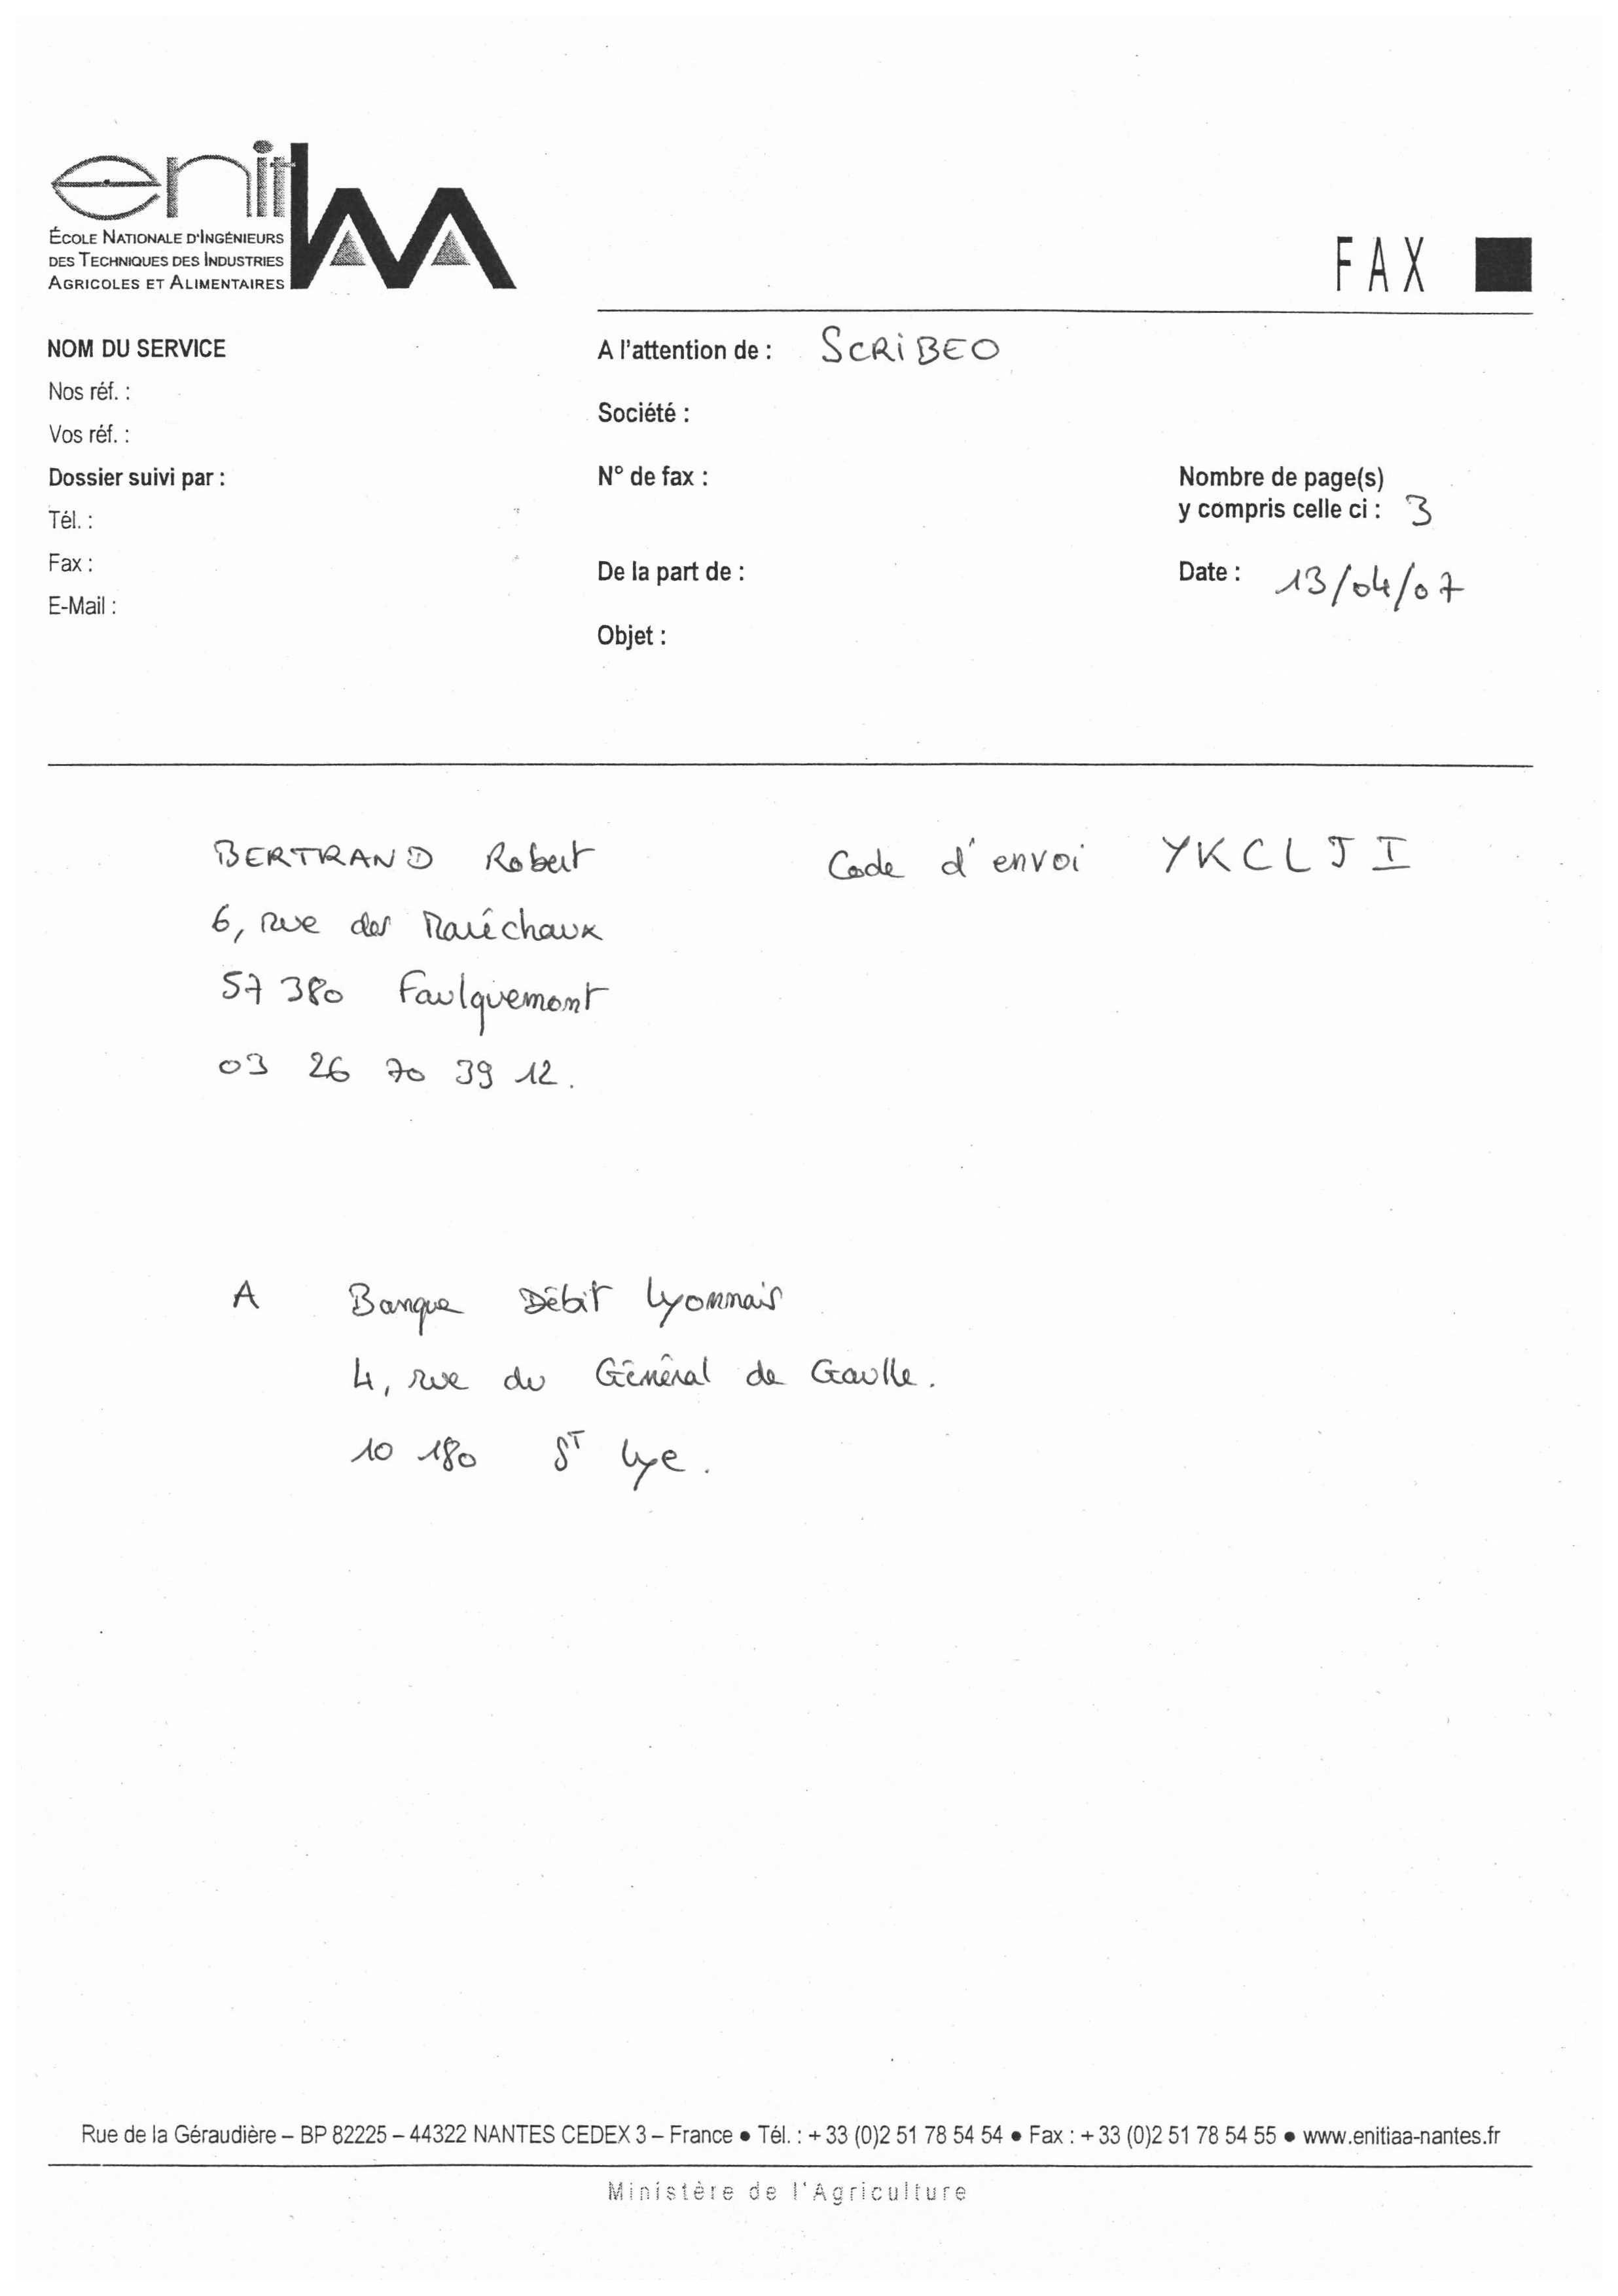 enitIAA
ÉCOLE NATIONALE D'INGÉNIEURS
DES TECHNIQUES DES INDUSTRIES
AGRICOLES ET ALIMENTAIRES
FAX
NOM DU SERVICE
Nos réf. :
Vos réf. :
Dossier suivi par :
Tél. :
Fax :
E-Mail :
A l'attention de : SCRIBEO
Société :
N° de fax :
De la part de :
Objet :
Nombre de page(s)
y compris celle ci : 3
Date : 13/04/07
BERTRAND Robert
6, rue des Maréchaux
57 380 Faulquemont
03 26 70 39 12.
Code d'envoi YKCLJI
A Banque Débit Lyonnais
4, rue du Général de Gaulle.
10 180 ST Lye.
Rue de la Géraudière – BP 82225 – 44322 NANTES CEDEX 3 – France ● Tél. : + 33 (0)2 51 78 54 54 ● Fax : + 33 (0)2 51 78 54 55 ● www.enitiaa-nantes.fr
Ministère de l'Agriculture